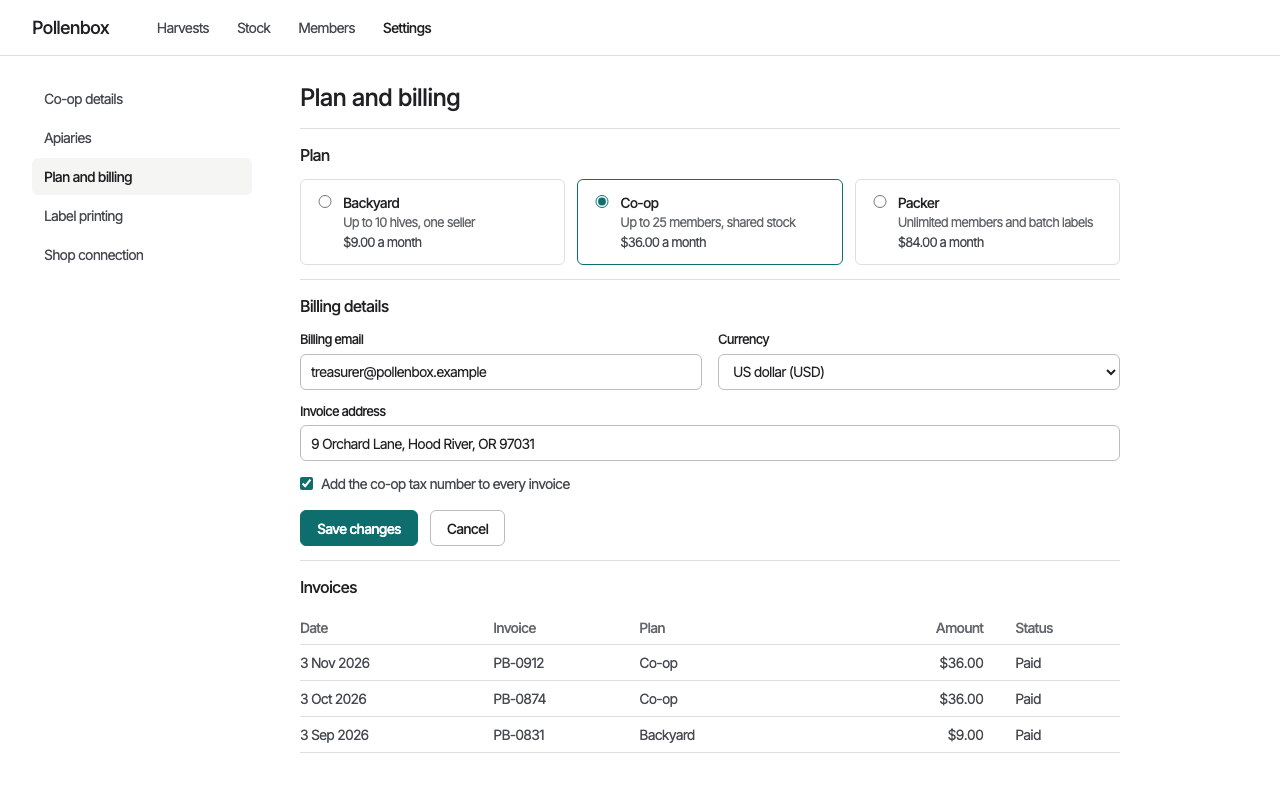 Pollenbox
Harvests
Stock
Members
Settings
Co-op details
Apiaries
Plan and billing
Label printing
Shop connection
Plan and billing
Plan
Backyard
Up to 10 hives, one seller
$9.00 a month
Co-op
Up to 25 members, shared stock
$36.00 a month
Packer
Unlimited members and batch labels
$84.00 a month
Billing details
Billing email
treasurer@pollenbox.example
Currency
US dollar (USD)
Invoice address
9 Orchard Lane, Hood River, OR 97031
Add the co-op tax number to every invoice
Save changes
Cancel
Invoices
Date Invoice Plan Amount Status
3 Nov 2026 PB-0912 Co-op $36.00 Paid
3 Oct 2026 PB-0874 Co-op $36.00 Paid
3 Sep 2026 PB-0831 Backyard $9.00 Paid